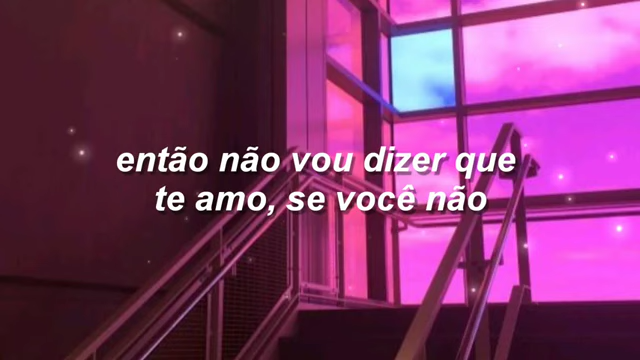 então não vou dizer que
te amo, se você não